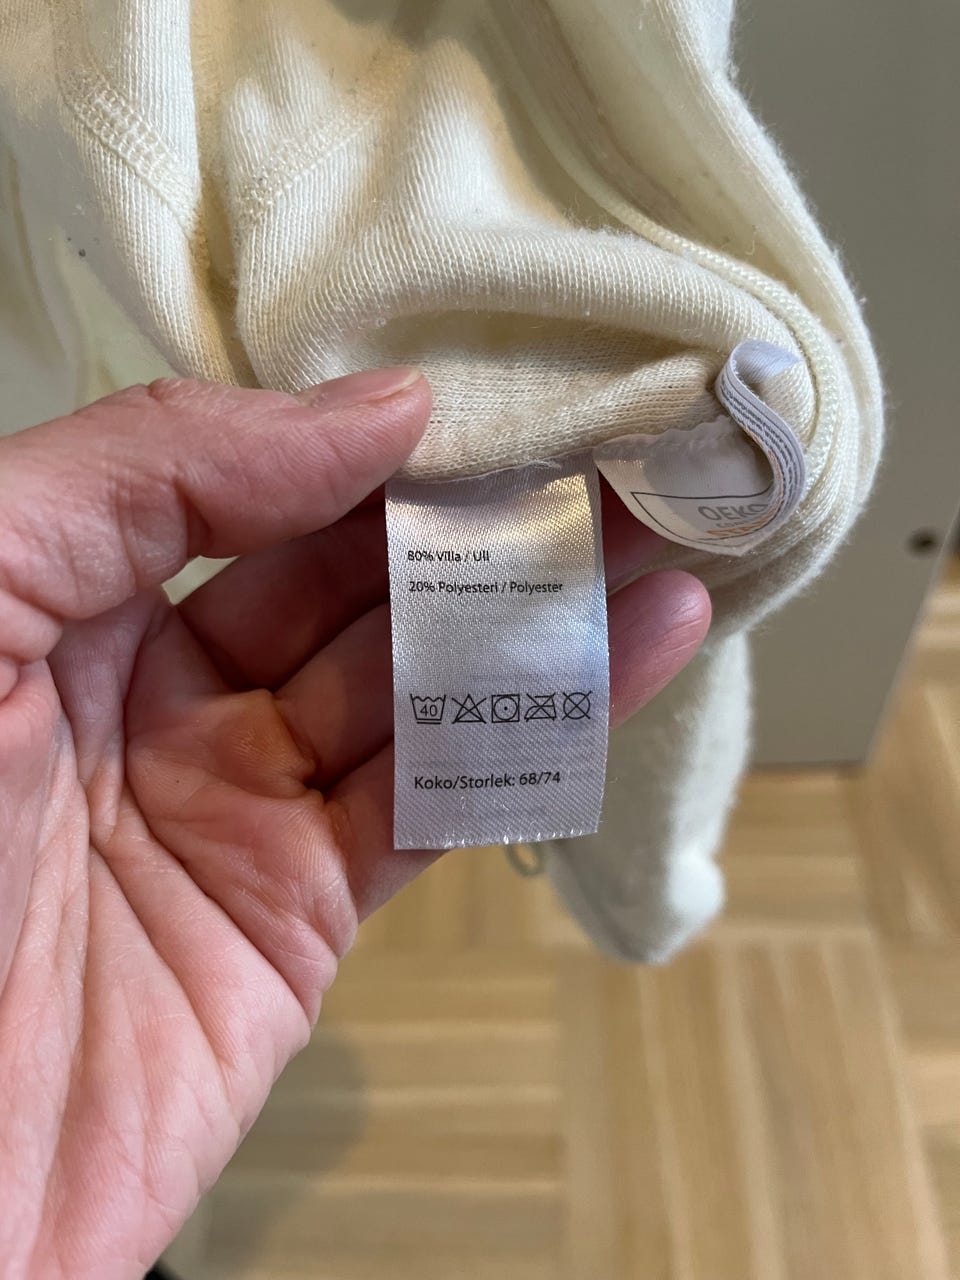 80% Villa / Ull
20% Polyesteri / Polyester
40
Koko/Storlek: 68/74
OEKO